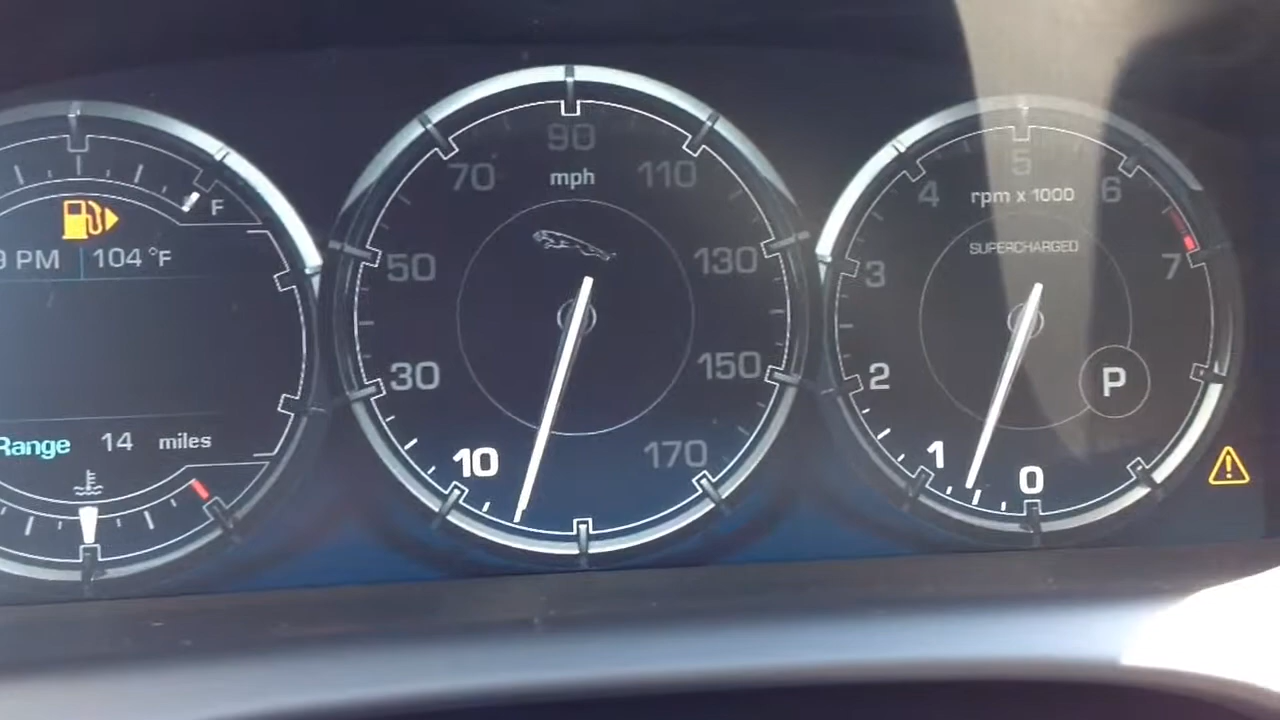 F
9 PM 104 °F
Range 14 miles
90
70 110
mph
50 130
30 150
10 170
5
4 6
rpm x 1000
SUPERCHARGED
3 7
2 P
1 0